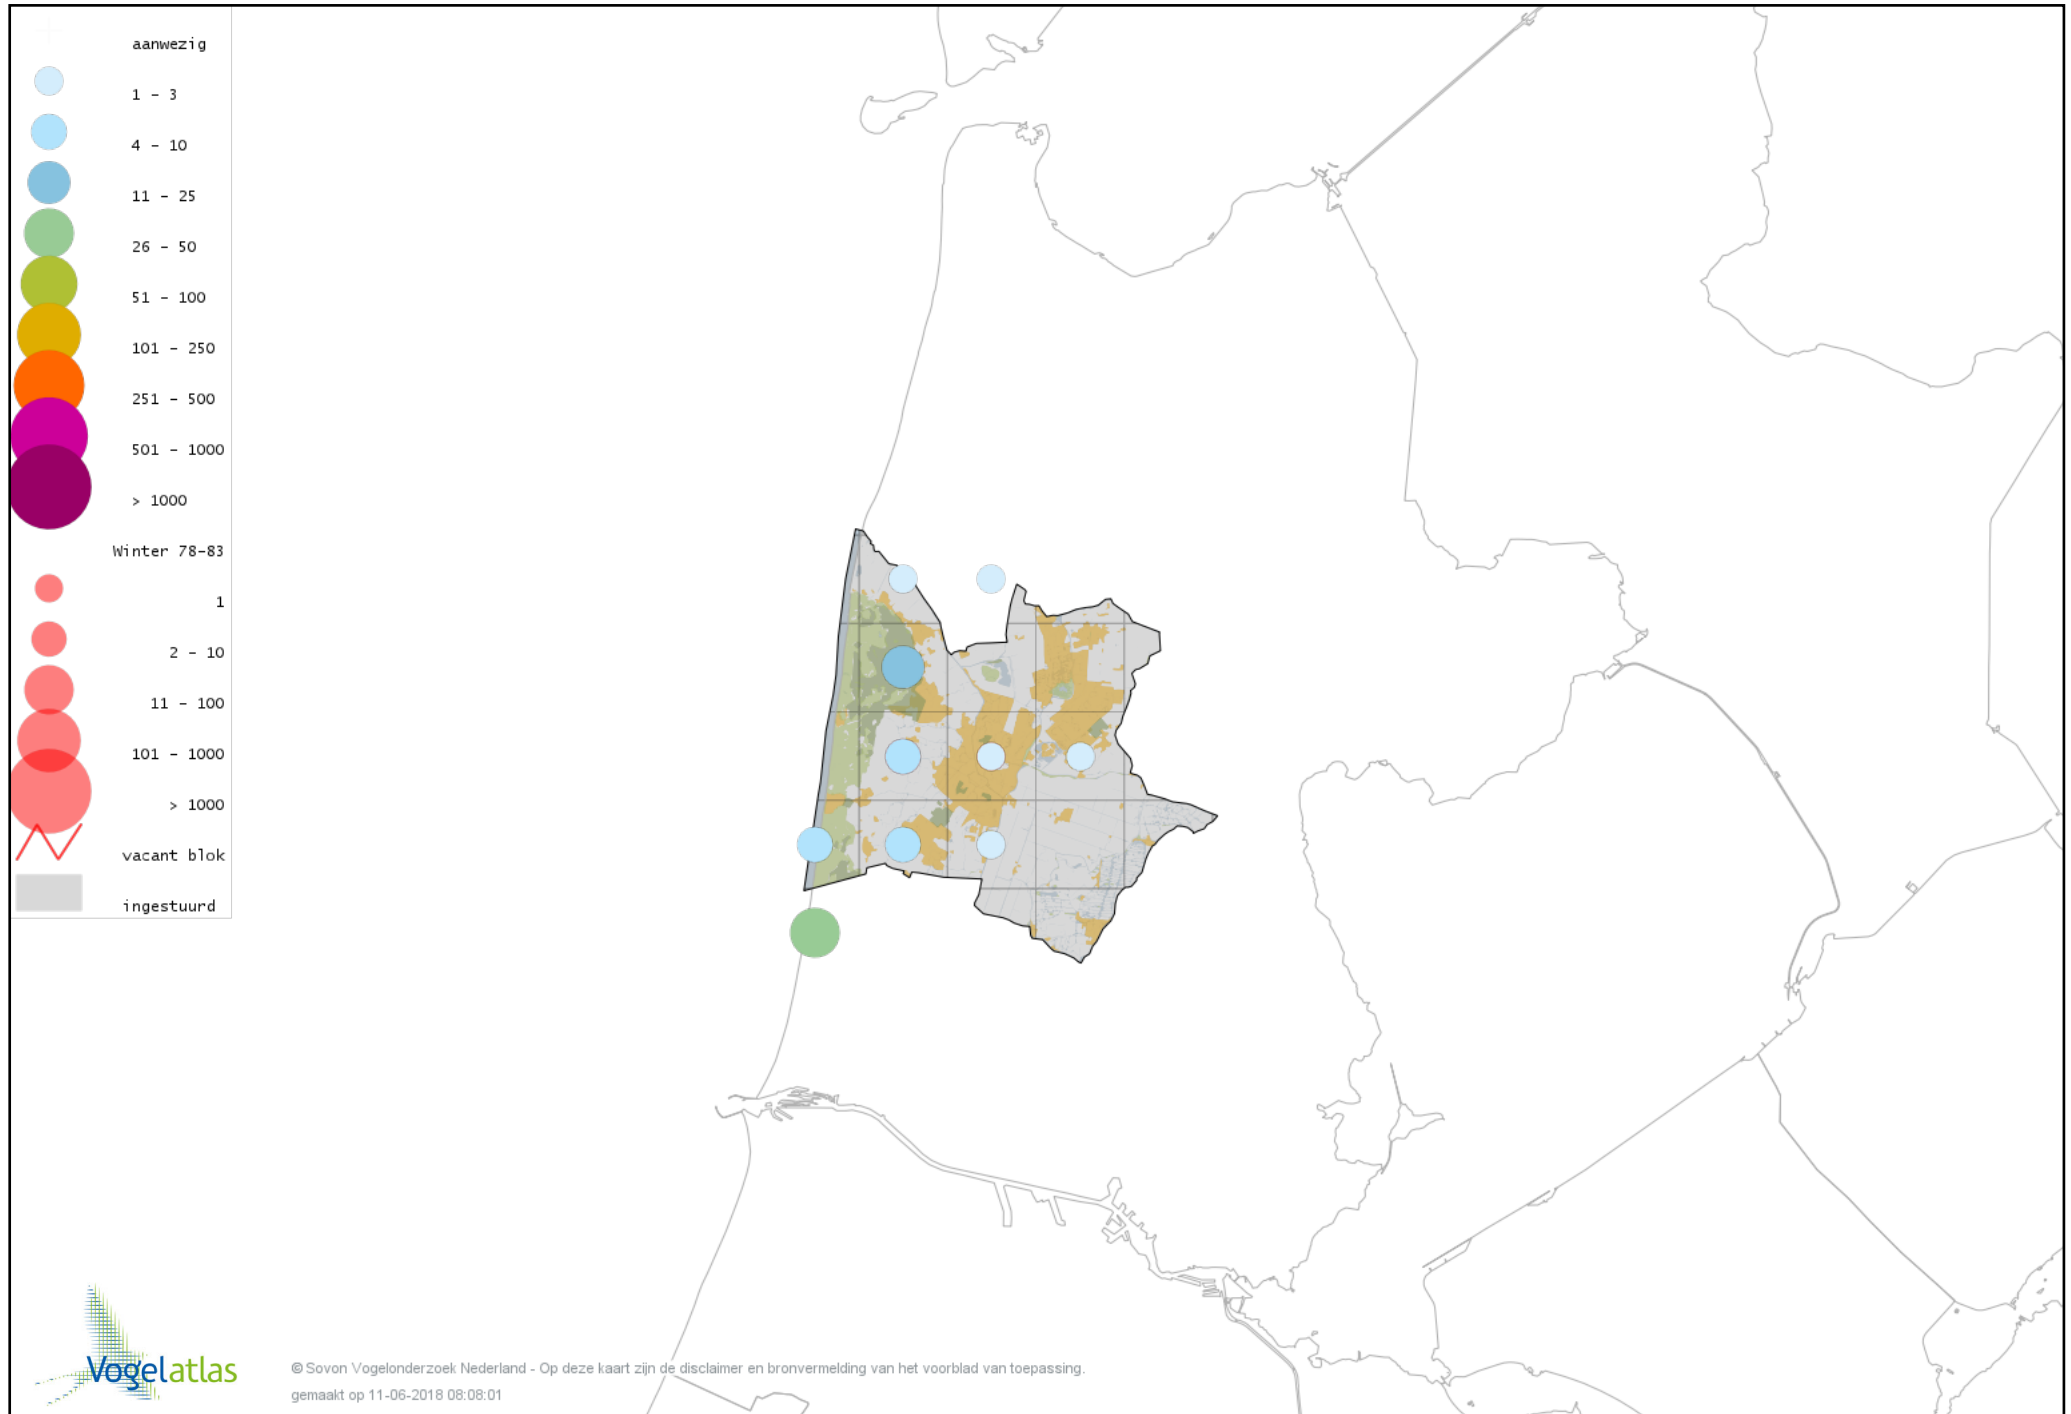 aanwezig
1 - 3
4 - 10
11 - 25
26 - 50
51 - 100
101 - 250
251 - 500
501 - 1000
> 1000
Winter 78-83
1
2 - 10
11 - 100
101 - 1000
> 1000
vacant blok
ingestuurd
Vogelatlas
© Sovon Vogelonderzoek Nederland - Op deze kaart zijn de disclaimer en bronvermelding van het voorblad van toepassing.
gemaakt op 11-06-2018 08:08:01